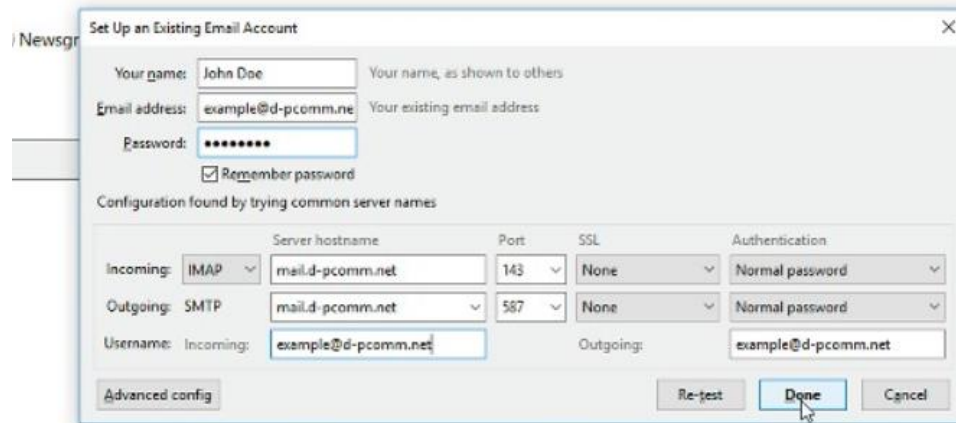 Set Up an Existing Email Account
Newsgr
Your name: John Doe Your name, as shown to others
Email address: example@d-pcomm.ne Your existing email address
Password: ••••••••
Remember password
Configuration found by trying common server names
Server hostname Port SSL Authentication
Incoming: IMAP mail.d-pcomm.net 143 None Normal password
Outgoing: SMTP mail.d-pcomm.net 587 None Normal password
Username: Incoming: example@d-pcomm.net Outgoing: example@d-pcomm.net
Advanced config Re-test Done Cancel